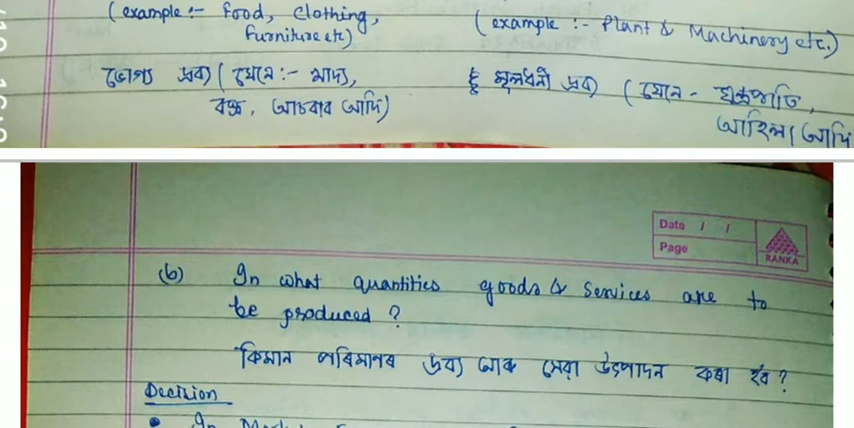 (example :- Food, Clothing,
Furniture etc)
(example :- Plant & Machinery etc.)
ভোগ্য দ্ৰব্য (যেনে :- খাদ্য,
বস্ত্ৰ, আচবাব আদি)
মূলধনী দ্ৰব্য (যেনে - যন্ত্ৰপাতি,
আহিলা আদি
Date / /
Page
RANKA
(b) In what quantities goods & services are to
be produced ?
কিমান পৰিমাণৰ দ্ৰব্য আৰু সেৱা উৎপাদন কৰা হ'ব ?
Decision